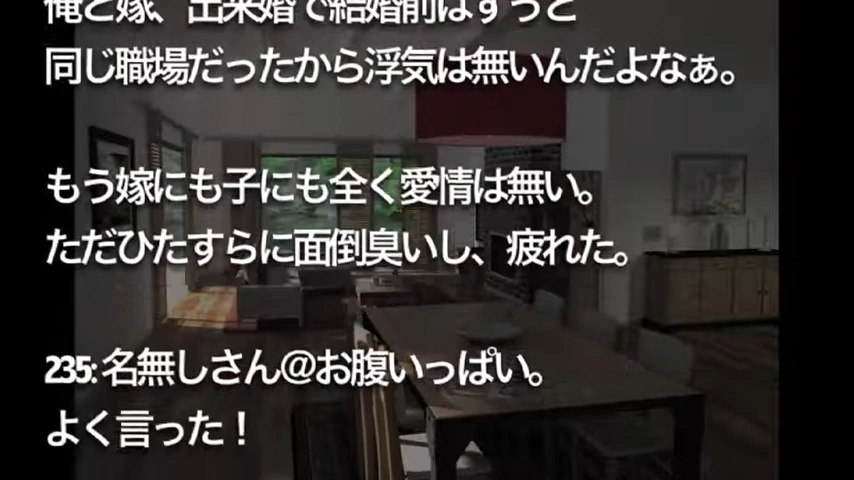 俺と嫁、出来婚で結婚前はずっと
同じ職場だったから浮気は無いんだよなぁ。
もう嫁にも子にも全く愛情は無い。
ただひたすらに面倒臭いし、疲れた。
235:名無しさん@お腹いっぱい。
よく言った！